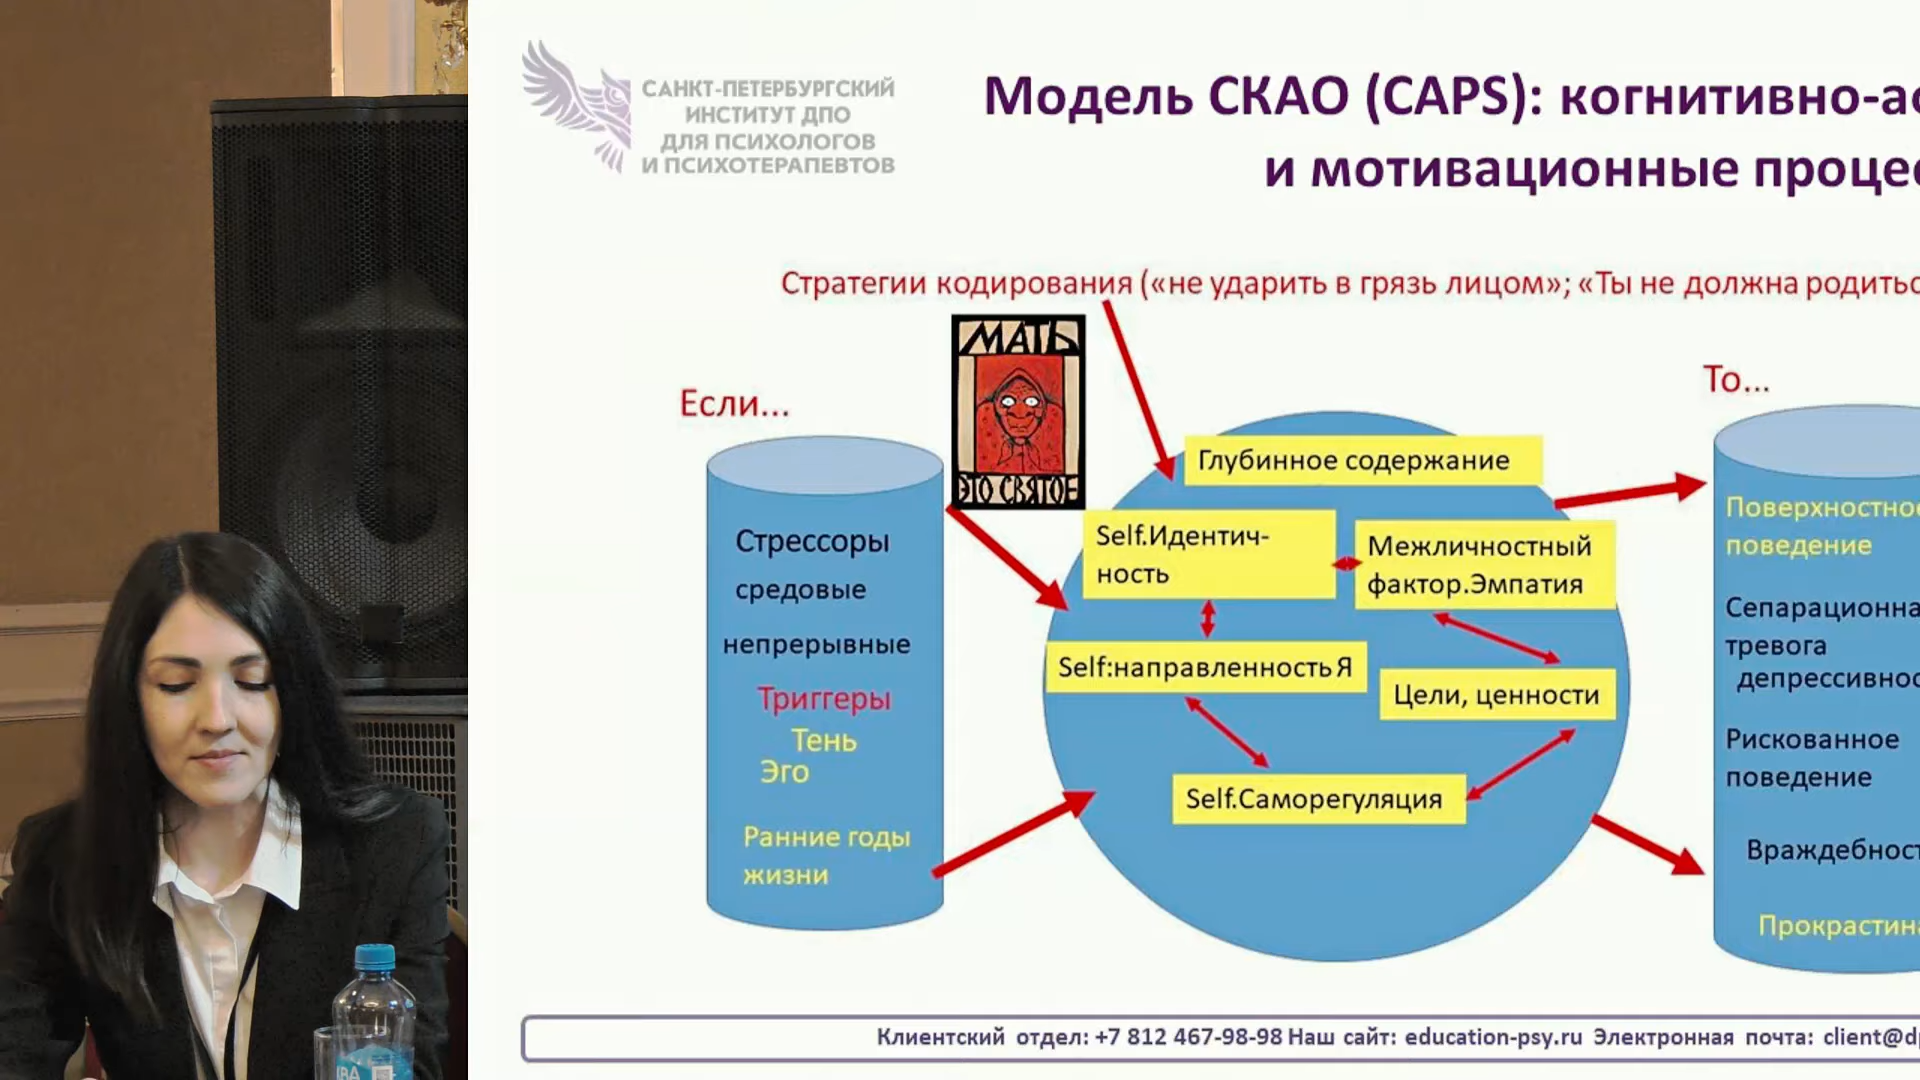 САНКТ-ПЕТЕРБУРГСКИЙ
ИНСТИТУТ ДПО
ДЛЯ ПСИХОЛОГОВ
И ПСИХОТЕРАПЕВТОВ
Модель СКАО (CAPS): когнитивно-а
и мотивационные проце
Стратегии кодирования («не ударить в грязь лицом»; «Ты не должна родитьс
МАТЬ
ЭТО СВЯТОЕ
Если...
Стрессоры
средовые
непрерывные
Триггеры
Тень
Эго
Ранние годы
жизни
Глубинное содержание
Self.Идентич-
ность
Межличностный
фактор.Эмпатия
Self:направленность Я
Цели, ценности
Self.Саморегуляция
То...
Поверхностно
поведение
Сепарационна
тревога
депрессивно
Рискованное
поведение
Враждебност
Прокрастин
Клиентский отдел: +7 812 467-98-98 Наш сайт: education-psy.ru Электронная почта: client@d